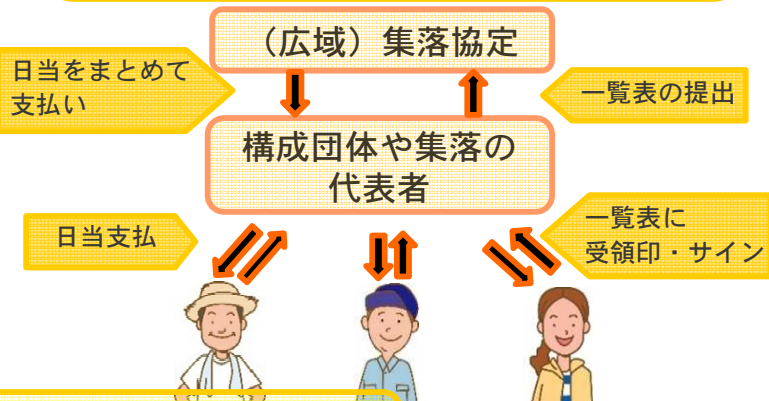 （広域）集落協定
日当をまとめて
支払い
一覧表の提出
構成団体や集落の
代表者
日当支払
一覧表に
受領印・サイン